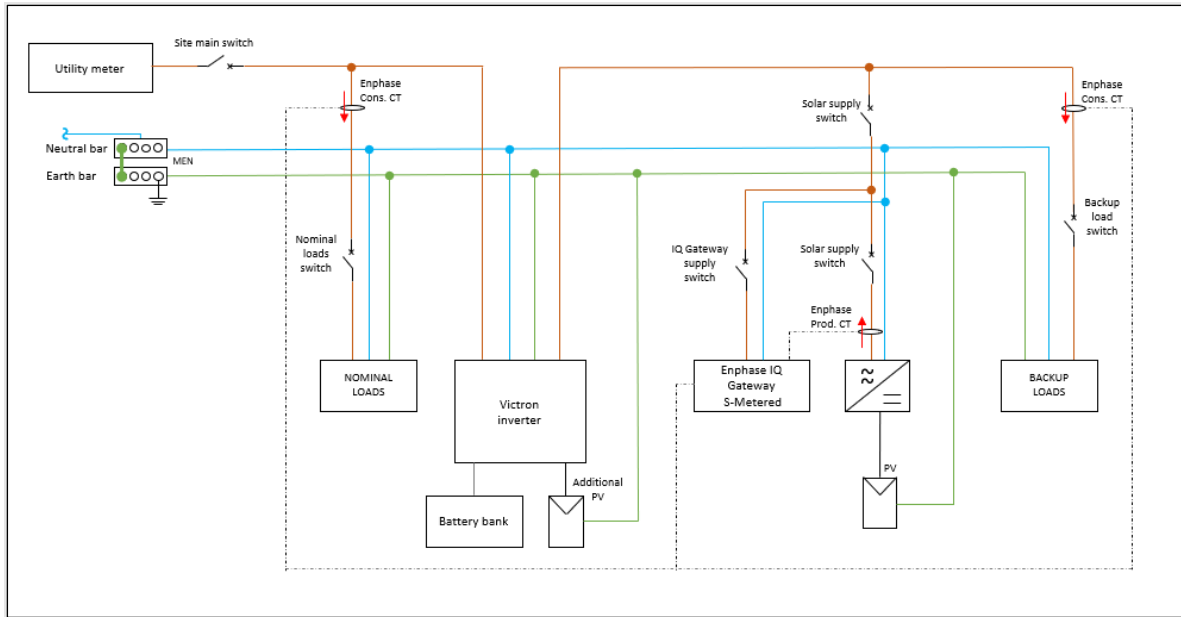 Site main switch
Utility meter
Enphase
Cons. CT
Solar supply
switch
Enphase
Cons. CT
Neutral bar
MEN
Earth bar
Nominal
loads
switch
IQ Gateway
supply
switch
Solar supply
switch
Backup
load
switch
Enphase
Prod. CT
NOMINAL
LOADS
Victron
inverter
Enphase IQ
Gateway
S-Metered
BACKUP
LOADS
Additional
PV
PV
Battery bank